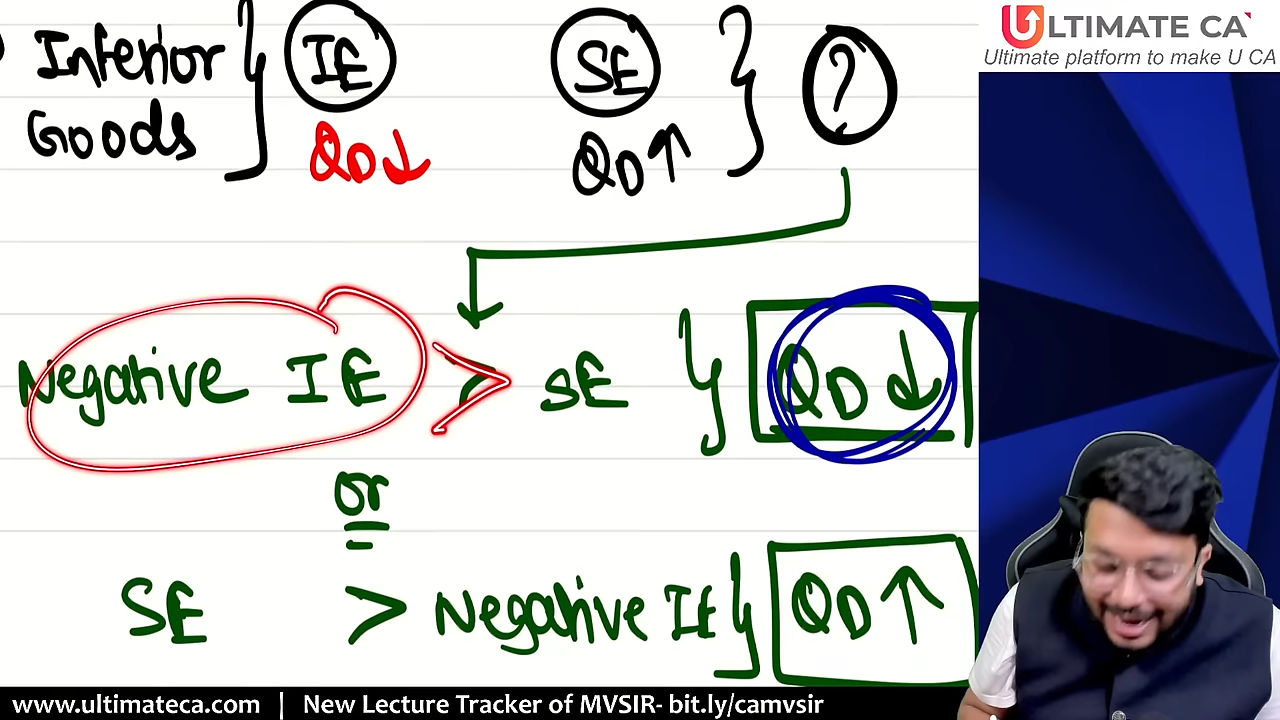 ULTIMATE CA
Ultimate platform to make U CA
Inferior Goods } IE SE } ?
QD↓ QD↑
Negative IE > SE } QD↓
or
SE > Negative IE } QD↑
www.ultimateca.com | New Lecture Tracker of MVSIR- bit.ly/camvsir